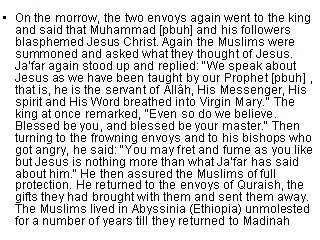 • On the morrow, the two envoys again went to the king
and said that Muhammad [pbuh] and his followers
blasphemed Jesus Christ. Again the Muslims were
summoned and asked what they thought of Jesus.
Ja'far again stood up and replied: "We speak about
Jesus as we have been taught by our Prophet [pbuh] ,
that is, he is the servant of Allâh, His Messenger, His
spirit and His Word breathed into Virgin Mary." The
king at once remarked, "Even so do we believe.
Blessed be you, and blessed be your master." Then
turning to the frowning envoys and to his bishops who
got angry, he said: "You may fret and fume as you like
but Jesus is nothing more than what Ja'far has said
about him." He then assured the Muslims of full
protection. He returned to the envoys of Quraish, the
gifts they had brought with them and sent them away.
The Muslims lived in Abyssinia (Ethiopia) unmolested
for a number of years till they returned to Madinah